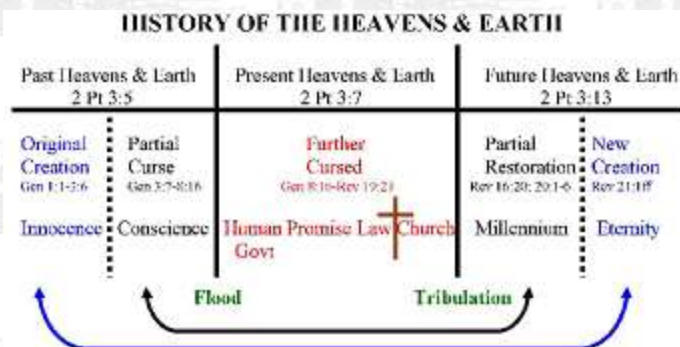 HISTORY OF THE HEAVENS & EARTH
Past Heavens & Earth
2 Pt 3:5
Present Heavens & Earth
2 Pt 3:7
Future Heavens & Earth
2 Pt 3:13
Original
Creation
Gen 1:1-3:6
Partial
Curse
Gen 3:7-8:16
Further
Cursed
Gen 8:16-Rev 19:21
Partial
Restoration
Rev 16:20; 20:1-6
New
Creation
Rev 21:1ff
Innocence
Conscience
Human Promise Law Church
Govt
Millennium
Eternity
Flood
Tribulation